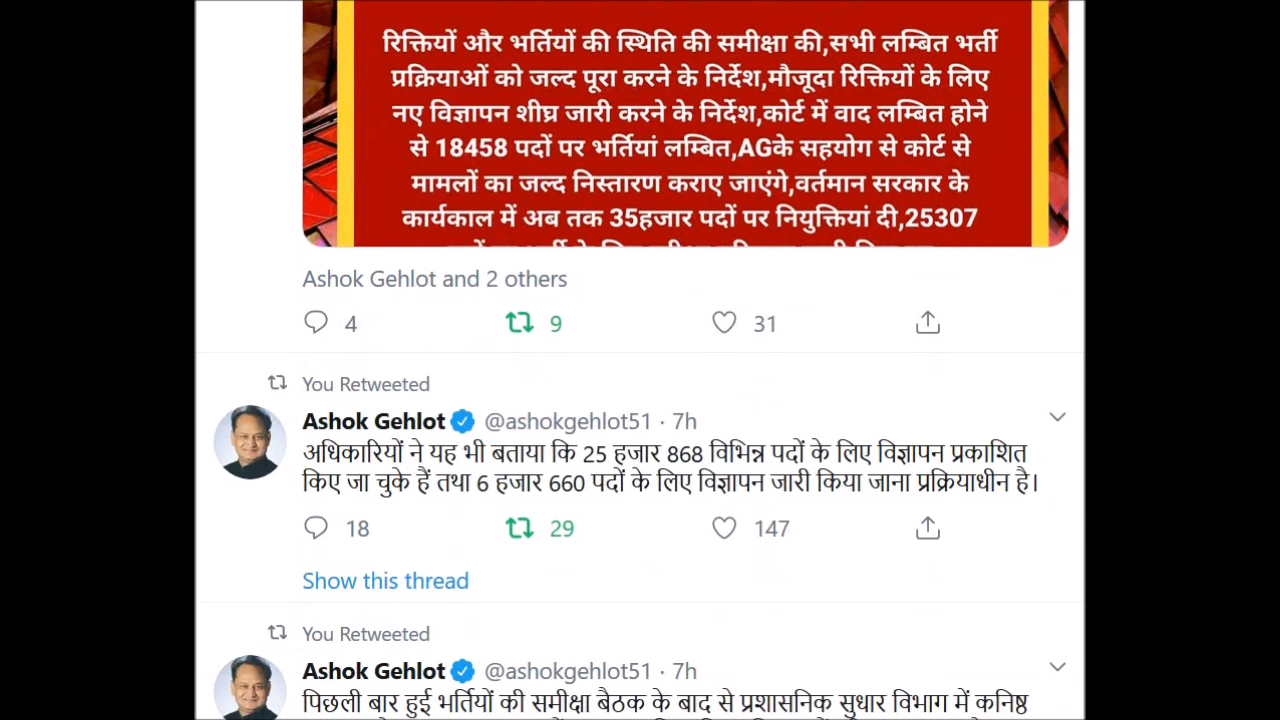 रिक्तियों और भर्तियों की स्थिति की समीक्षा की,सभी लम्बित भर्ती
प्रक्रियाओं को जल्द पूरा करने के निर्देश,मौजूदा रिक्तियों के लिए
नए विज्ञापन शीघ्र जारी करने के निर्देश,कोर्ट में वाद लम्बित होने
से 18458 पदों पर भर्तियां लम्बित,AGके सहयोग से कोर्ट से
मामलों का जल्द निस्तारण कराए जाएंगे,वर्तमान सरकार के
कार्यकाल में अब तक 35हजार पदों पर नियुक्तियां दी,25307
Ashok Gehlot and 2 others
4 9 31
You Retweeted
Ashok Gehlot @ashokgehlot51 · 7h
अधिकारियों ने यह भी बताया कि 25 हजार 868 विभिन्न पदों के लिए विज्ञापन प्रकाशित
किए जा चुके हैं तथा 6 हजार 660 पदों के लिए विज्ञापन जारी किया जाना प्रक्रियाधीन है।
18 29 147
Show this thread
You Retweeted
Ashok Gehlot @ashokgehlot51 · 7h
पिछली बार हुई भर्तियों की समीक्षा बैठक के बाद से प्रशासनिक सुधार विभाग में कनिष्ठ